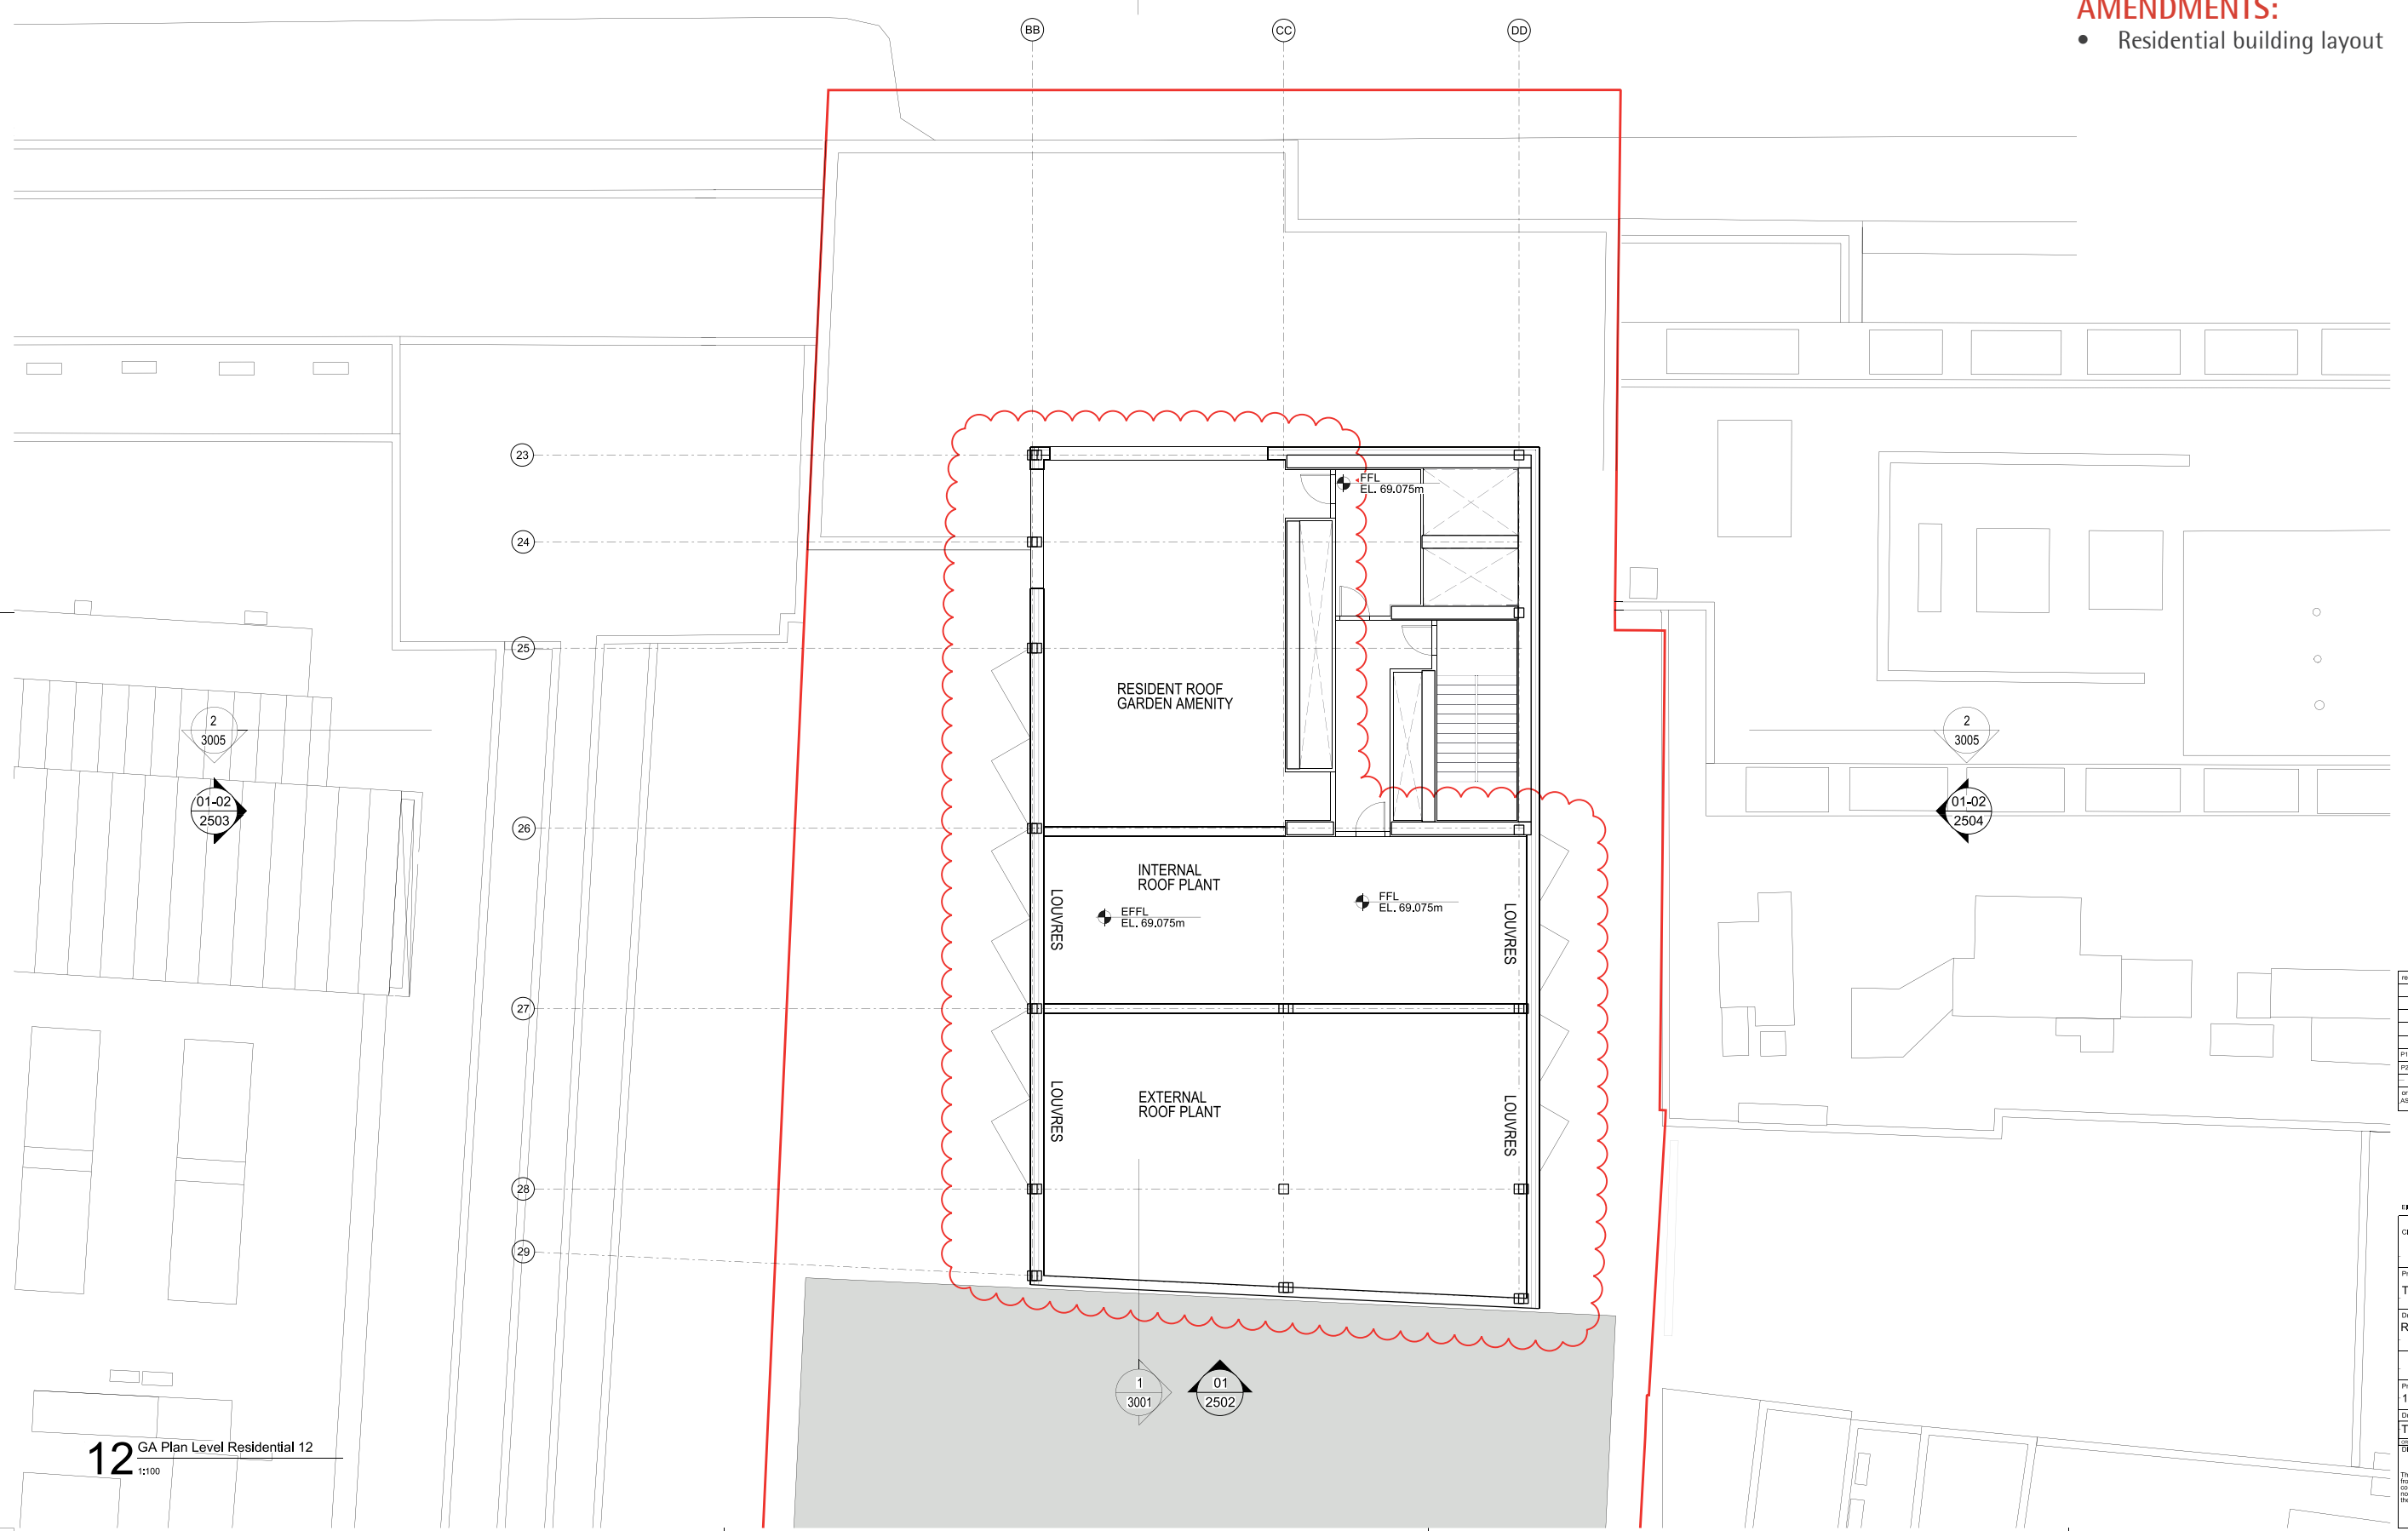 AMENDMENTS:
• Residential building layout
BB
CC
DD
23
24
25
26
27
28
29
FFL
EL. 69.075m
RESIDENT ROOF
GARDEN AMENITY
2
3005
01-02
2503
2
3005
01-02
2504
INTERNAL
ROOF PLANT
LOUVRES
EFFL
EL. 69.075m
FFL
EL. 69.075m
LOUVRES
EXTERNAL
ROOF PLANT
LOUVRES
LOUVRES
1
3001
01
2502
12 GA Plan Level Residential 12
1:100